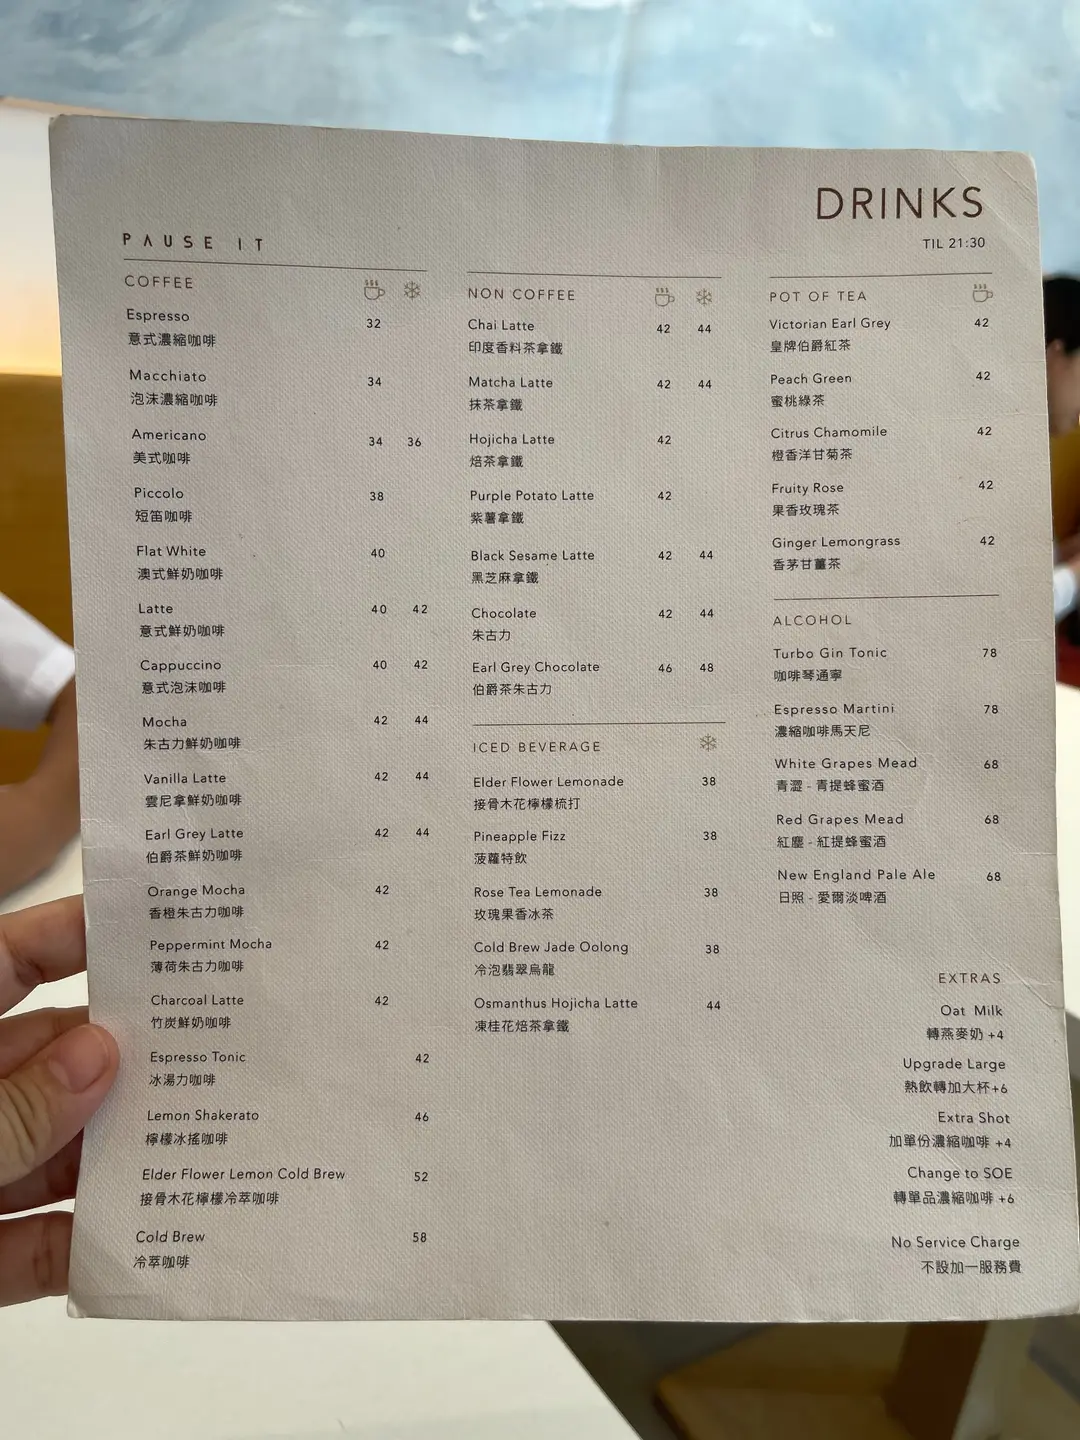 DRINKS
TIL 21:30
PAUSE IT
COFFEE
Espresso 32
意式濃縮咖啡
Macchiato 34
泡沫濃縮咖啡
Americano 34 36
美式咖啡
Piccolo 38
短笛咖啡
Flat White 40
澳式鮮奶咖啡
Latte 40 42
意式鮮奶咖啡
Cappuccino 40 42
意式泡沫咖啡
Mocha 42 44
朱古力鮮奶咖啡
Vanilla Latte 42 44
雲尼拿鮮奶咖啡
Earl Grey Latte 42 44
伯爵茶鮮奶咖啡
Orange Mocha 42
香橙朱古力咖啡
Peppermint Mocha 42
薄荷朱古力咖啡
Charcoal Latte 42
竹炭鮮奶咖啡
Espresso Tonic 42
冰湯力咖啡
Lemon Shakerato 46
檸檬冰搖咖啡
Elder Flower Lemon Cold Brew 52
接骨木花檸檬冷萃咖啡
Cold Brew 58
冷萃咖啡
NON COFFEE
Chai Latte 42 44
印度香料茶拿鐵
Matcha Latte 42 44
抹茶拿鐵
Hojicha Latte 42
焙茶拿鐵
Purple Potato Latte 42
紫薯拿鐵
Black Sesame Latte 42 44
黑芝麻拿鐵
Chocolate 42 44
朱古力
Earl Grey Chocolate 46 48
伯爵茶朱古力
ICED BEVERAGE
Elder Flower Lemonade 38
接骨木花檸檬梳打
Pineapple Fizz 38
菠蘿特飲
Rose Tea Lemonade 38
玫瑰果香冰茶
Cold Brew Jade Oolong 38
冷泡翡翠烏龍
Osmanthus Hojicha Latte 44
凍桂花焙茶拿鐵
POT OF TEA
Victorian Earl Grey 42
皇牌伯爵紅茶
Peach Green 42
蜜桃綠茶
Citrus Chamomile 42
橙香洋甘菊茶
Fruity Rose 42
果香玫瑰茶
Ginger Lemongrass 42
香茅甘薑茶
ALCOHOL
Turbo Gin Tonic 78
咖啡琴通寧
Espresso Martini 78
濃縮咖啡馬天尼
White Grapes Mead 68
青澀 - 青提蜂蜜酒
Red Grapes Mead 68
紅塵 - 紅提蜂蜜酒
New England Pale Ale 68
日照 - 愛爾淡啤酒
EXTRAS
Oat Milk
轉燕麥奶 +4
Upgrade Large
熱飲轉加大杯+6
Extra Shot
加單份濃縮咖啡 +4
Change to SOE
轉單品濃縮咖啡 +6
No Service Charge
不設加一服務費